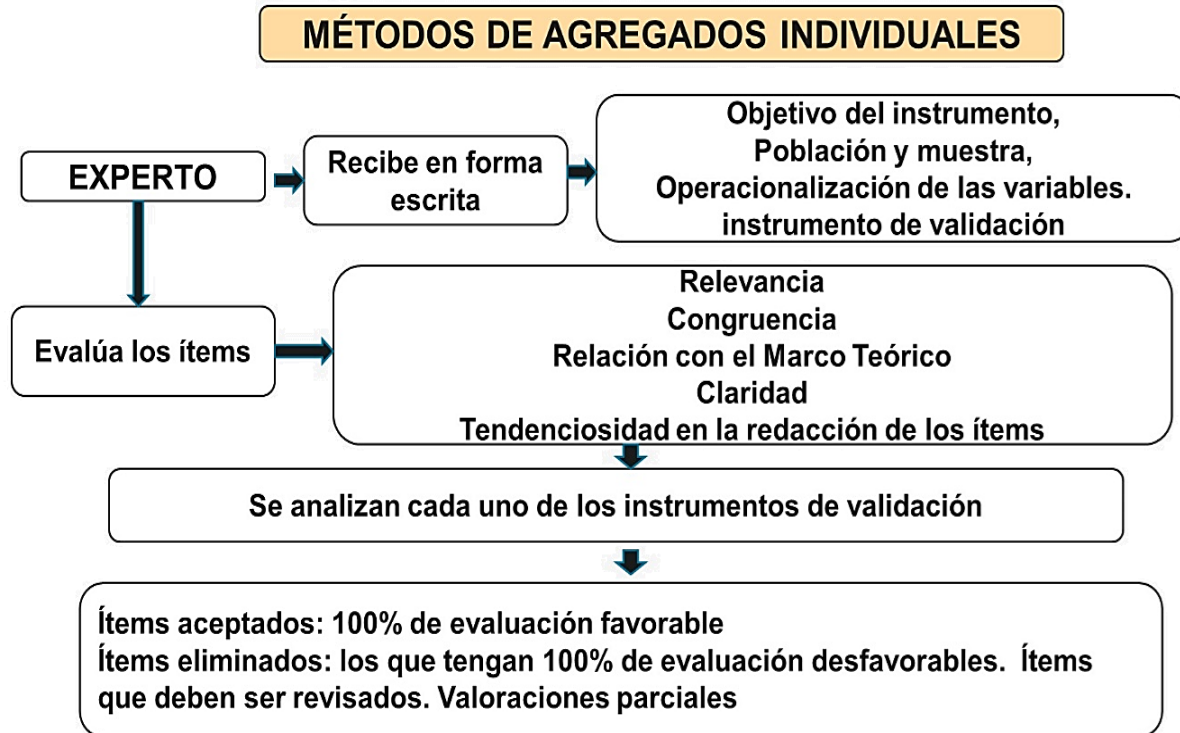 MÉTODOS DE AGREGADOS INDIVIDUALES
EXPERTO
Recibe en forma
escrita
Objetivo del instrumento,
Población y muestra,
Operacionalización de las variables.
instrumento de validación
Evalúa los ítems
Relevancia
Congruencia
Relación con el Marco Teórico
Claridad
Tendenciosidad en la redacción de los ítems
Se analizan cada uno de los instrumentos de validación
Ítems aceptados: 100% de evaluación favorable
Ítems eliminados: los que tengan 100% de evaluación desfavorables. Ítems
que deben ser revisados. Valoraciones parciales